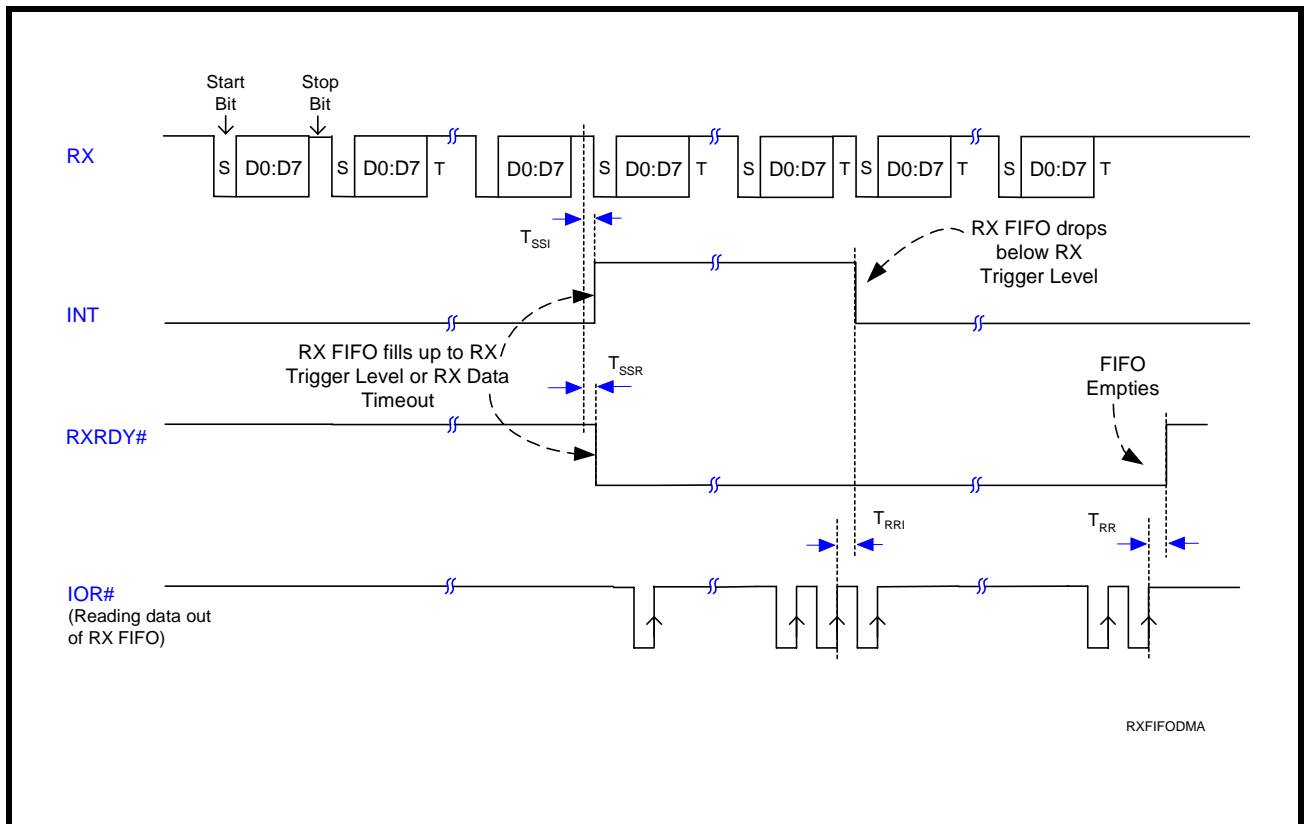 Start
Bit
Stop
Bit
RX
S D0:D7 S D0:D7 T D0:D7 S D0:D7 T S D0:D7 T S D0:D7 T S D0:D7 T
TSSI
RX FIFO drops
below RX
Trigger Level
INT
RX FIFO fills up to RX
Trigger Level or RX Data
Timeout
TSSR
FIFO
Empties
RXRDY#
TRRI
TRR
IOR#
(Reading data out
of RX FIFO)
RXFIFODMA